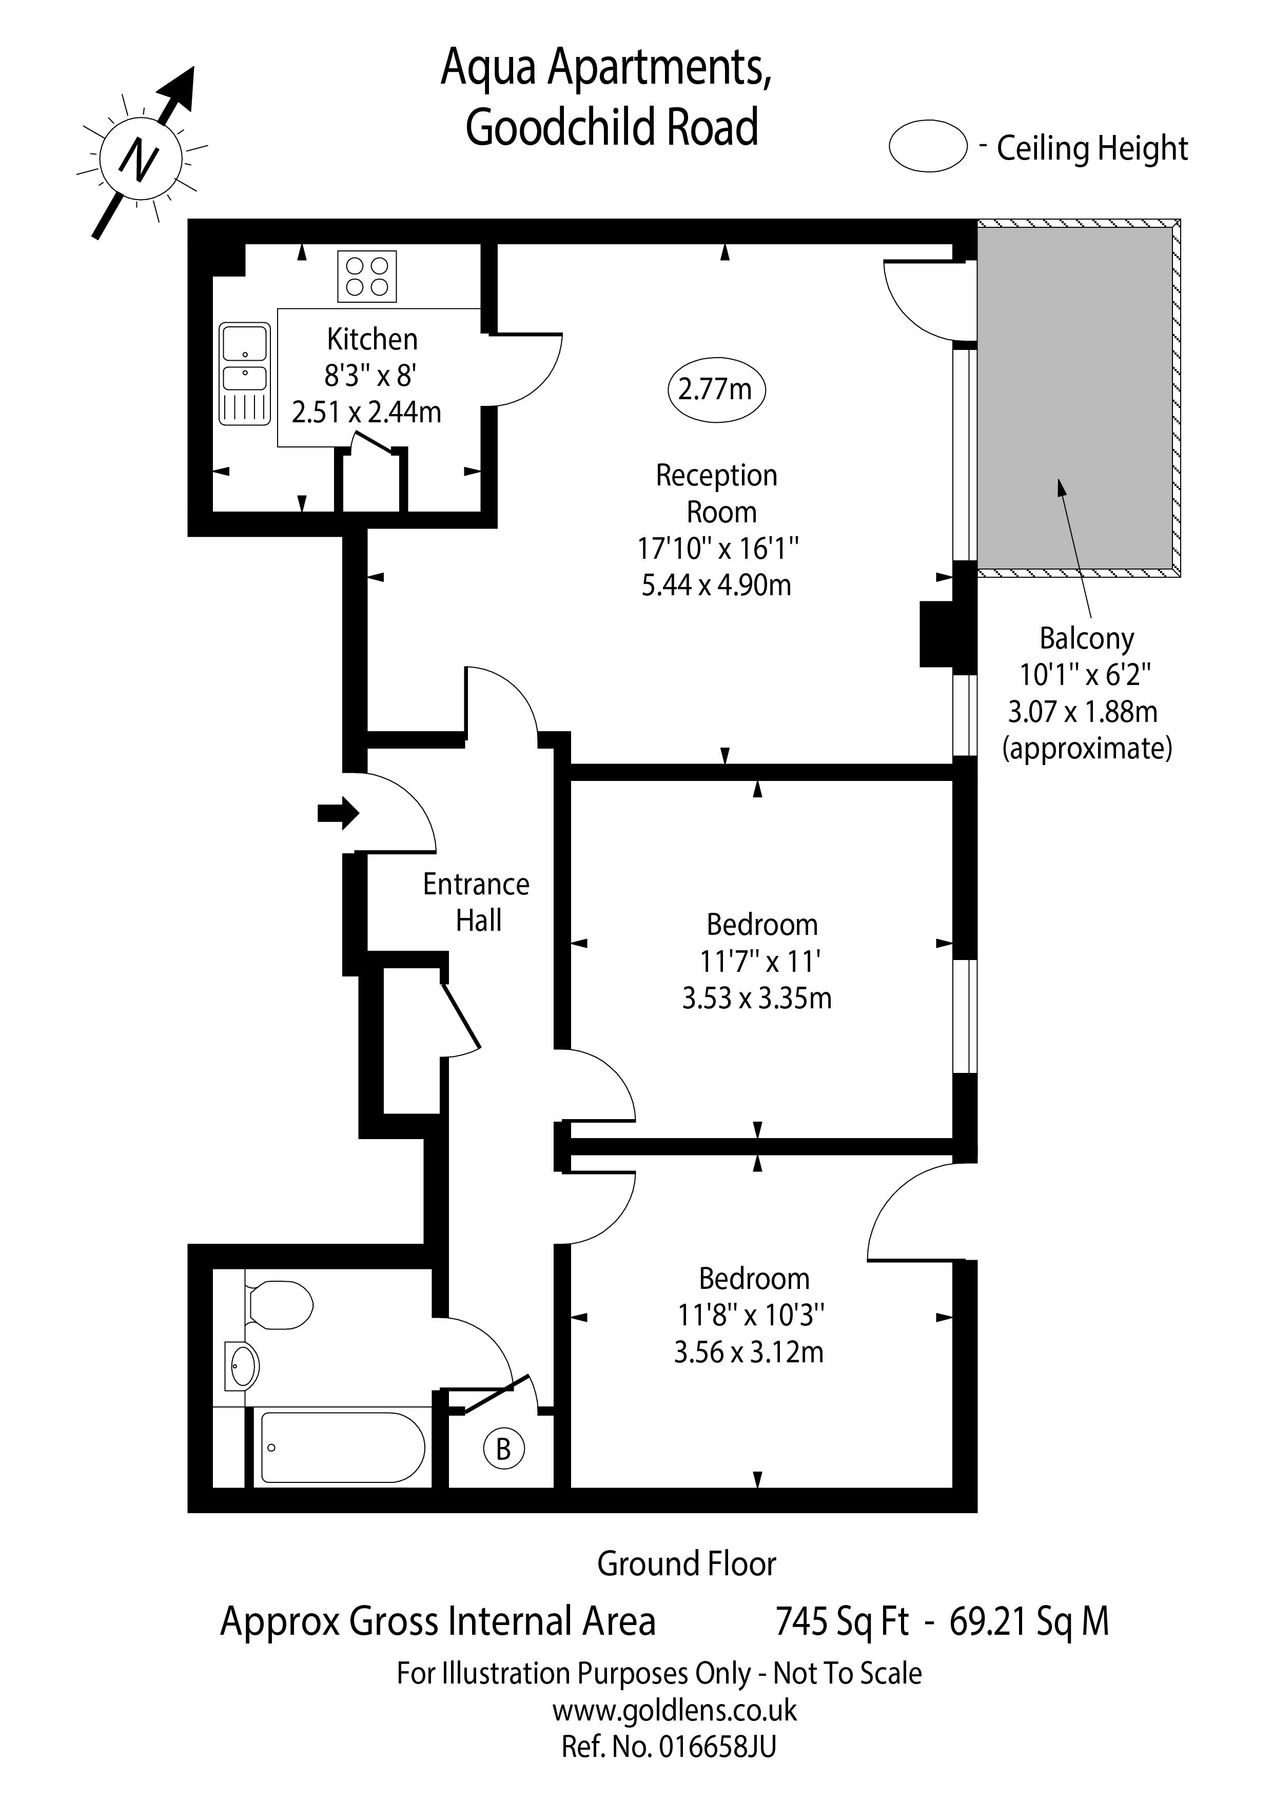 Aqua Apartments,
Goodchild Road
N
- Ceiling Height
Kitchen
8'3" x 8'
2.51 x 2.44m
2.77m
Reception
Room
17'10" x 16'1"
5.44 x 4.90m
Balcony
10'1" x 6'2"
3.07 x 1.88m
(approximate)
Entrance
Hall
Bedroom
11'7" x 11'
3.53 x 3.35m
Bedroom
11'8" x 10'3"
3.56 x 3.12m
B
Ground Floor
Approx Gross Internal Area 745 Sq Ft - 69.21 Sq M
For Illustration Purposes Only - Not To Scale
www.goldlens.co.uk
Ref. No. 016658JU